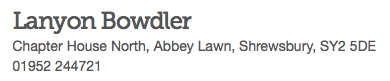 Lanyon Bowdler
Chapter House North, Abbey Lawn, Shrewsbury, SY2 5DE
01952 244721